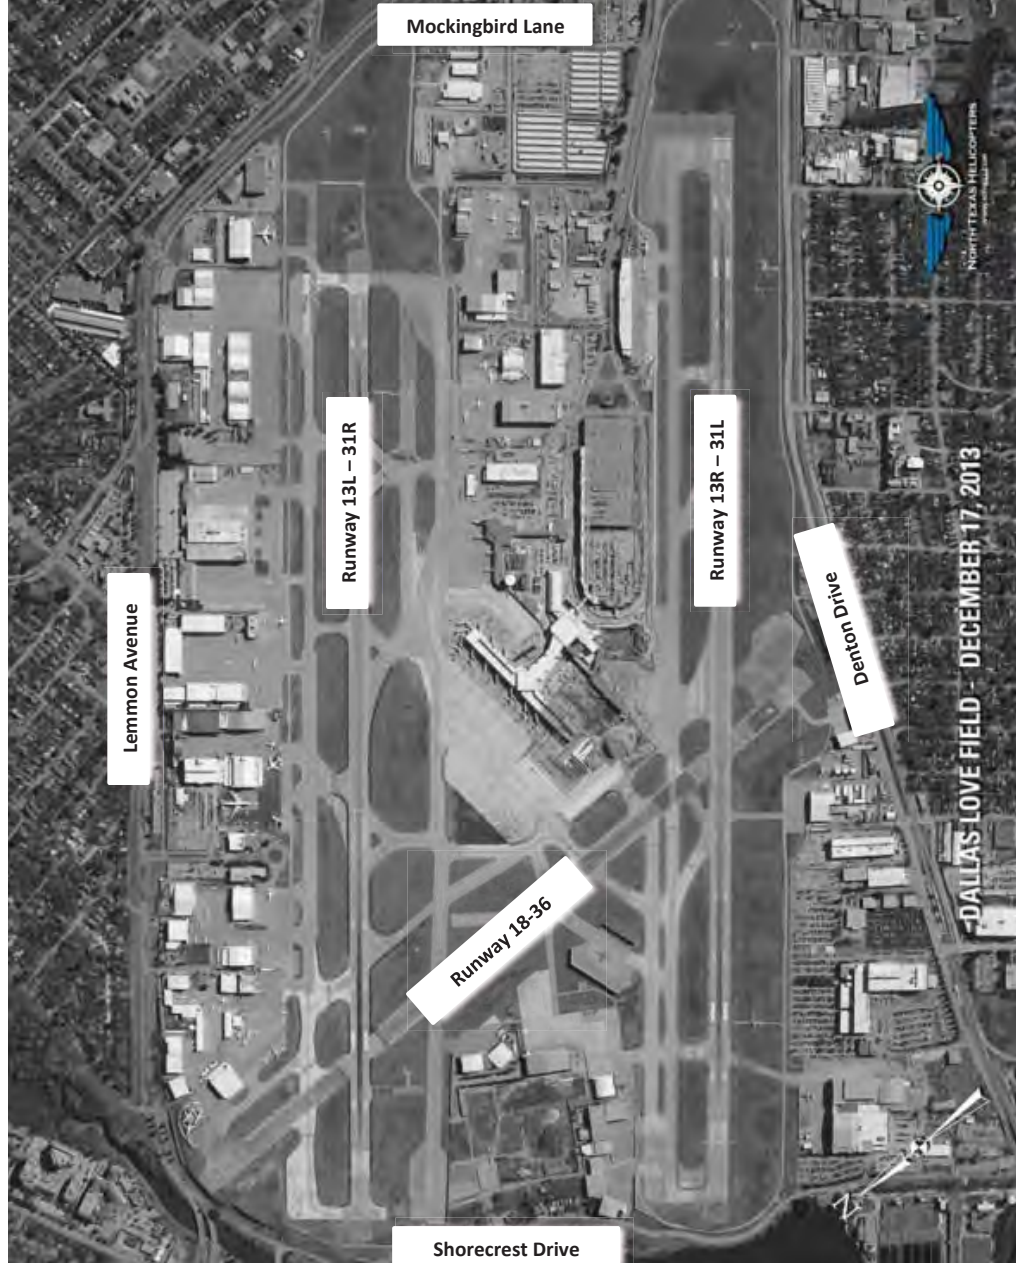 Mockingbird Lane
NORTH TEXAS HELICOPTERS
Runway 13L – 31R
Runway 13R – 31L
DALLAS LOVE FIELD - DECEMBER 17, 2013
Denton Drive
Lemmon Avenue
Runway 18-36
N
Shorecrest Drive